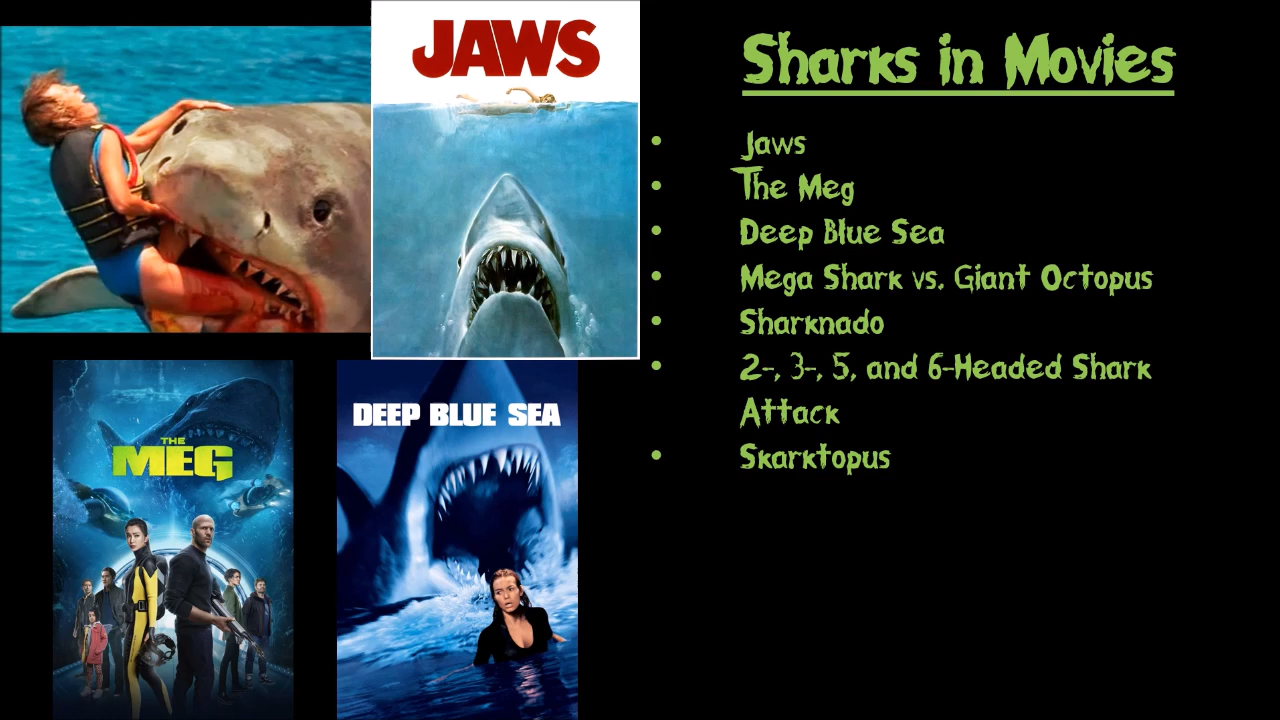 JAWS
Sharks in Movies
• Jaws
• The Meg
• Deep Blue Sea
• Mega Shark vs. Giant Octopus
• Sharknado
• 2-, 3-, 5, and 6-Headed Shark
Attack
• Skarktopus
THE
MEG
DEEP BLUE SEA